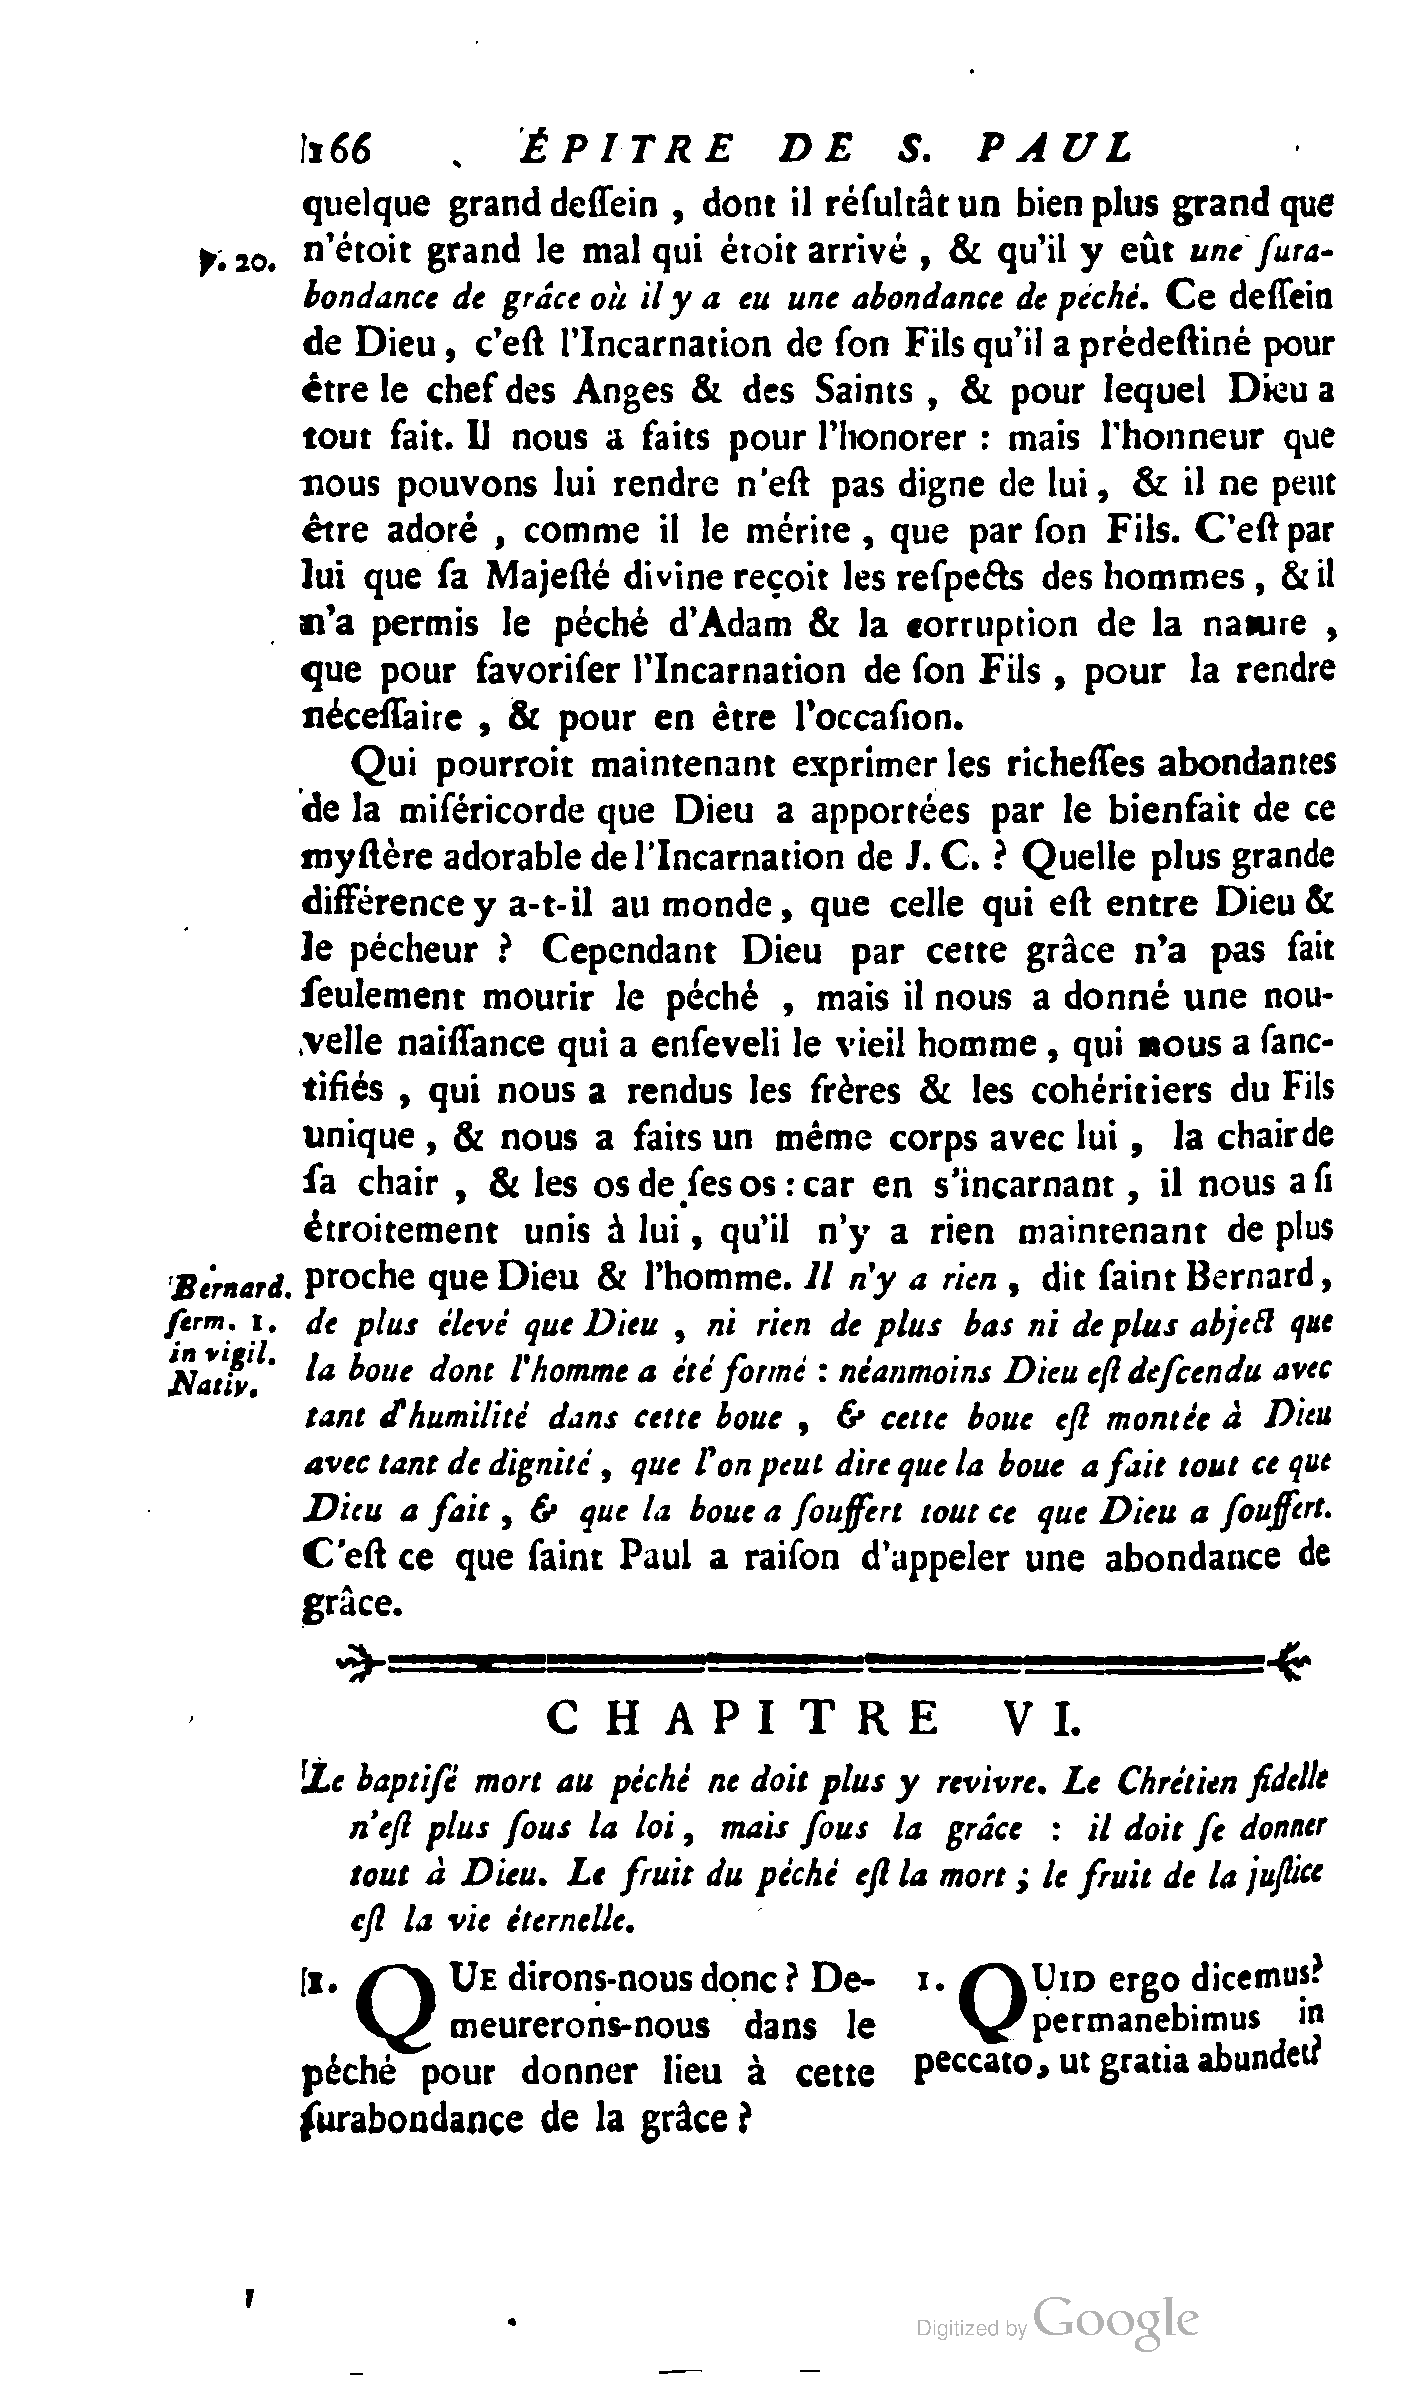 166 ÉPITRE DE S. PAUL
quelque grand deſſein , dont il réſultât un bien plus grand que
℣. 20. n'étoit grand le mal qui étoit arrivé , & qu'il y eût une ſura-
bondance de grâce où il y a eu une abondance de péché. Ce deſſein
de Dieu , c'eſt l'Incarnation de ſon Fils qu'il a prédeſtiné pour
être le chef des Anges & des Saints , & pour lequel Dieu a
tout fait. Il nous a faits pour l'honorer : mais l'honneur que
nous pouvons lui rendre n'eſt pas digne de lui , & il ne peut
être adoré , comme il le mérite , que par ſon Fils. C'eſt par
lui que ſa Majeſté divine reçoit les reſpects des hommes , & il
n'a permis le péché d'Adam & la corruption de la nature ,
que pour favoriſer l'Incarnation de ſon Fils , pour la rendre
néceſſaire , & pour en être l'occaſion.
Qui pourroit maintenant exprimer les richeſſes abondantes
de la miſéricorde que Dieu a apportées par le bienfait de ce
myſtère adorable de l'Incarnation de J. C. ? Quelle plus grande
différence y a-t-il au monde , que celle qui eſt entre Dieu &
le pécheur ? Cependant Dieu par cette grâce n'a pas fait
ſeulement mourir le péché , mais il nous a donné une nou-
velle naiſſance qui a enſeveli le vieil homme , qui nous a ſanc-
tifiés , qui nous a rendus les frères & les cohéritiers du Fils
unique , & nous a faits un même corps avec lui , la chair de
ſa chair , & les os de ſes os : car en s'incarnant , il nous a ſi
étroitement unis à lui , qu'il n'y a rien maintenant de plus
proche que Dieu & l'homme. Il n'y a rien , dit ſaint Bernard ,
Bernard.
ſerm. 1.
in vigil.
Nativ.
de plus élevé que Dieu , ni rien de plus bas ni de plus abject que
la boue dont l'homme a été formé : néanmoins Dieu eſt deſcendu avec
tant d'humilité dans cette boue , & cette boue eſt montée à Dieu
avec tant de dignité , que l'on peut dire que la boue a fait tout ce que
Dieu a fait , & que la boue a ſouffert tout ce que Dieu a ſouffert.
C'eſt ce que ſaint Paul a raiſon d'appeler une abondance de
grâce.
CHAPITRE VI.
Le baptiſé mort au péché ne doit plus y revivre. Le Chrétien fidelle
n'eſt plus ſous la loi , mais ſous la grâce : il doit ſe donner
tout à Dieu. Le fruit du péché eſt la mort ; le fruit de la juſtice
eſt la vie éternelle.
1. QUE dirons-nous donc ? De-
meurerons-nous dans le
péché pour donner lieu à cette
ſurabondance de la grâce ?
1. QUID ergo dicemus ?
permanebimus in
peccato , ut gratia abundet ?
Digitized by Google